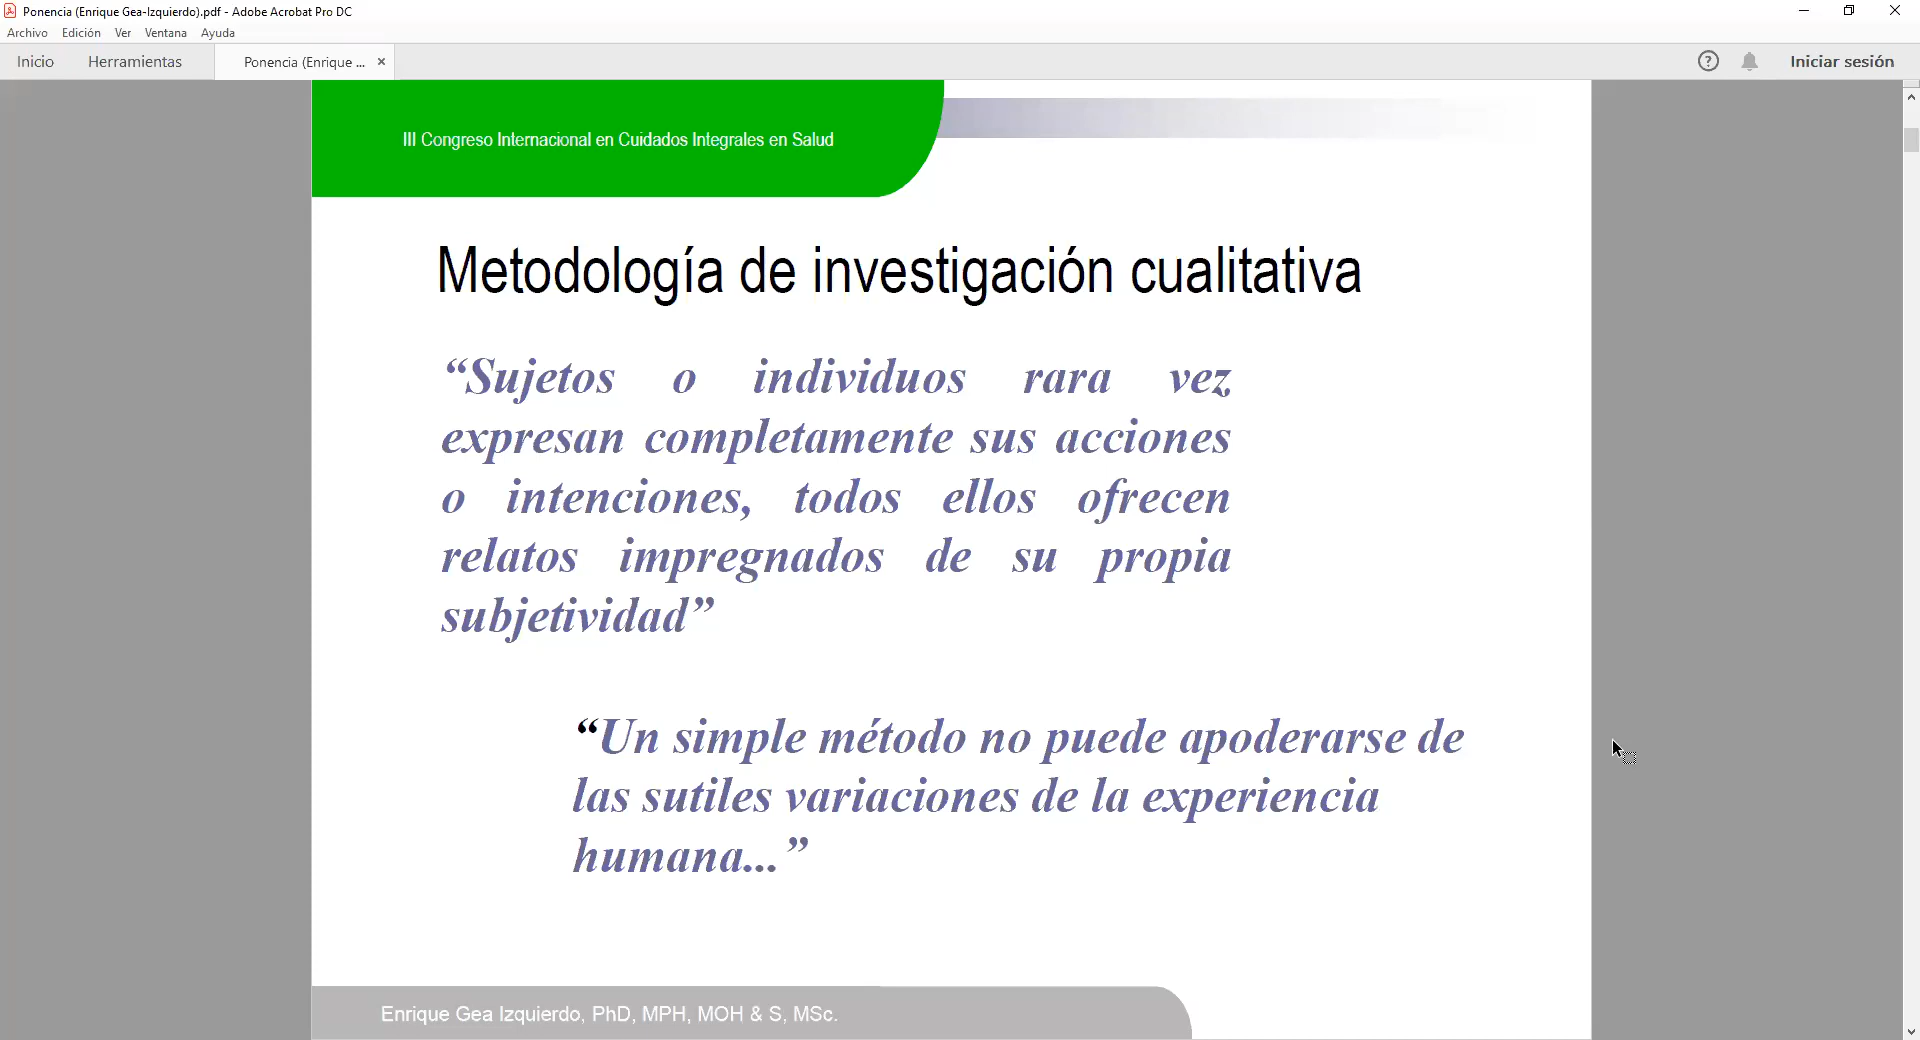 Ponencia (Enrique Gea-Izquierdo).pdf - Adobe Acrobat Pro DC
Archivo Edición Ver Ventana Ayuda
Inicio Herramientas Ponencia (Enrique ... × ? Iniciar sesión
III Congreso Internacional en Cuidados Integrales en Salud
Metodología de investigación cualitativa
“Sujetos o individuos rara vez
expresan completamente sus acciones
o intenciones, todos ellos ofrecen
relatos impregnados de su propia
subjetividad”
“Un simple método no puede apoderarse de
las sutiles variaciones de la experiencia
humana...”
Enrique Gea Izquierdo, PhD, MPH, MOH & S, MSc.